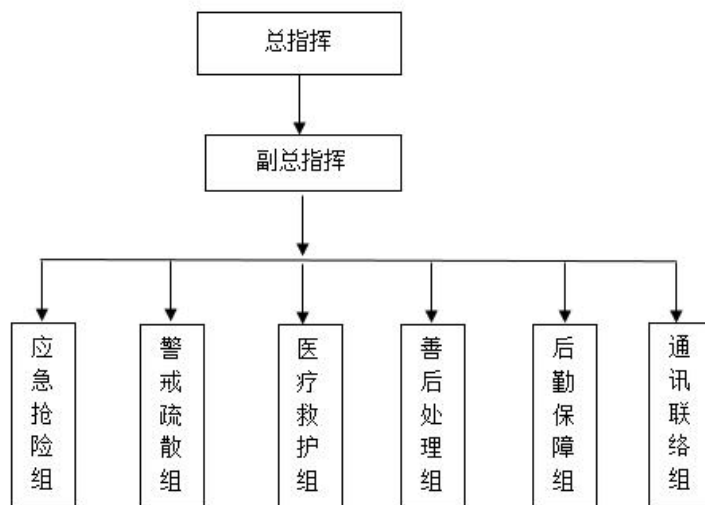 总指挥
副总指挥
应急抢险组
警戒疏散组
医疗救护组
善后处理组
后勤保障组
通讯联络组